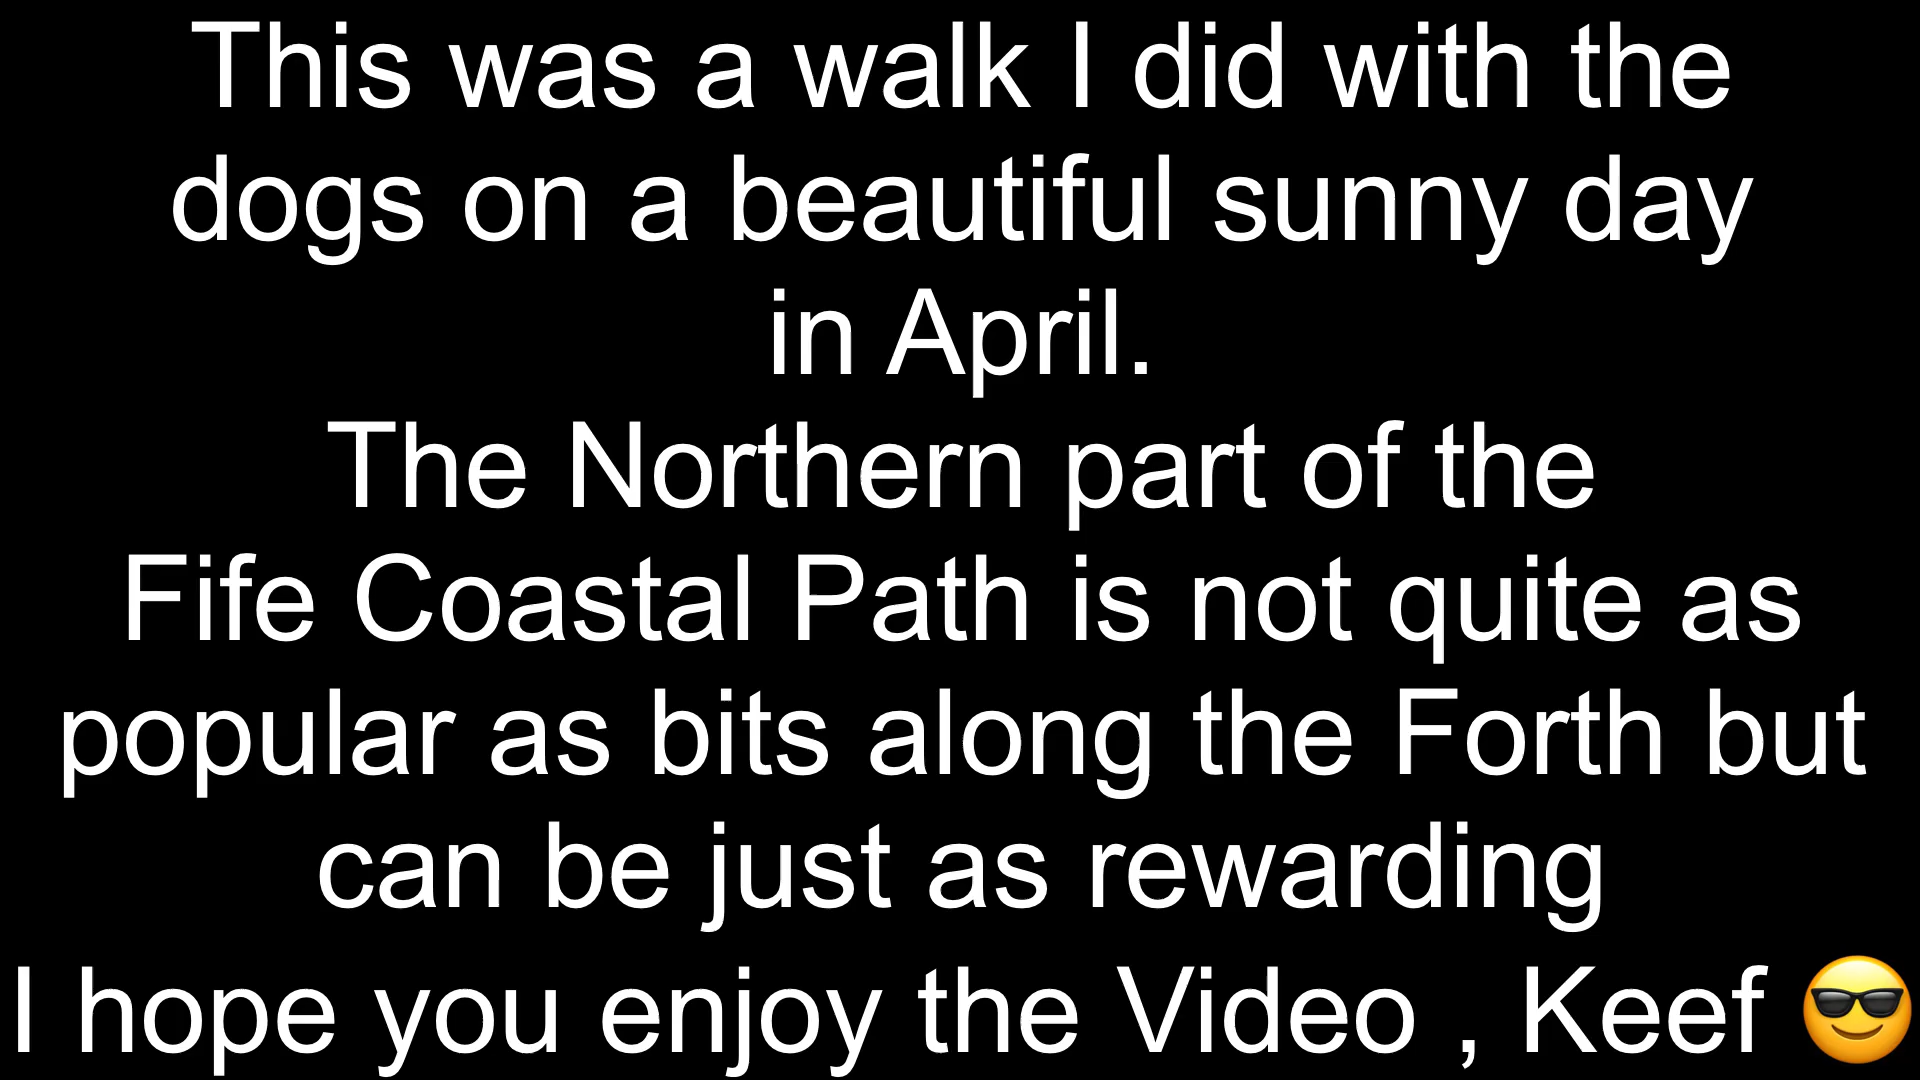 This was a walk I did with the
dogs on a beautiful sunny day
in April.
The Northern part of the
Fife Coastal Path is not quite as
popular as bits along the Forth but
can be just as rewarding
I hope you enjoy the Video , Keef 😎